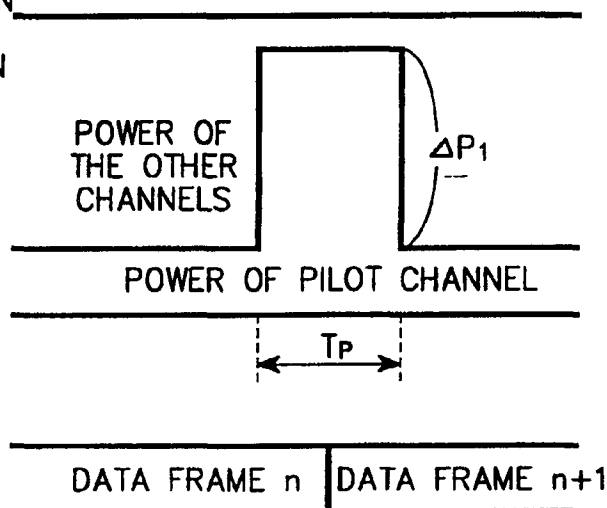 N
N
POWER OF
THE OTHER
CHANNELS
ΔP1
POWER OF PILOT CHANNEL
TP
DATA FRAME n
DATA FRAME n+1